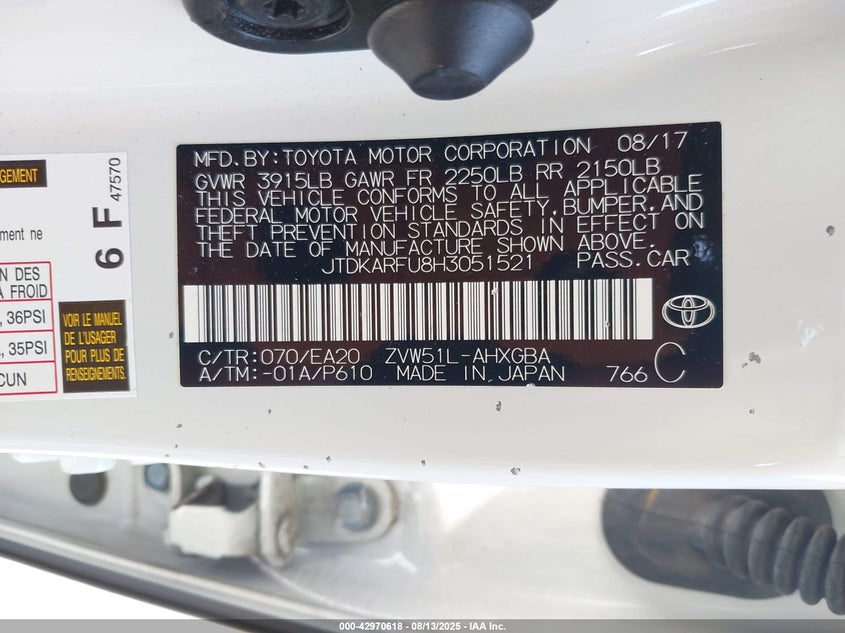 MFD. BY: TOYOTA MOTOR CORPORATION 08/17
GVWR 3915LB GAWR FR 2250LB RR 2150LB
THIS VEHICLE CONFORMS TO ALL APPLICABLE
FEDERAL MOTOR VEHICLE SAFETY, BUMPER, AND
THEFT PREVENTION STANDARDS IN EFFECT ON
THE DATE OF MANUFACTURE SHOWN ABOVE.
JTDKARFU8H3051521 PASS. CAR
C/TR: 070/EA20 ZVW51L-AHXGBA
A/TM: -01A/P610 MADE IN JAPAN 766 C
GEMENT
ment ne
N DES
A FROID
, 36PSI
, 35PSI
CUN
6 F 47570
VOIR LE MANUEL
DE L'USAGER
POUR PLUS DE
RENSEIGNEMENTS.
000-42970618 - 08/13/2025 - IAA Inc.